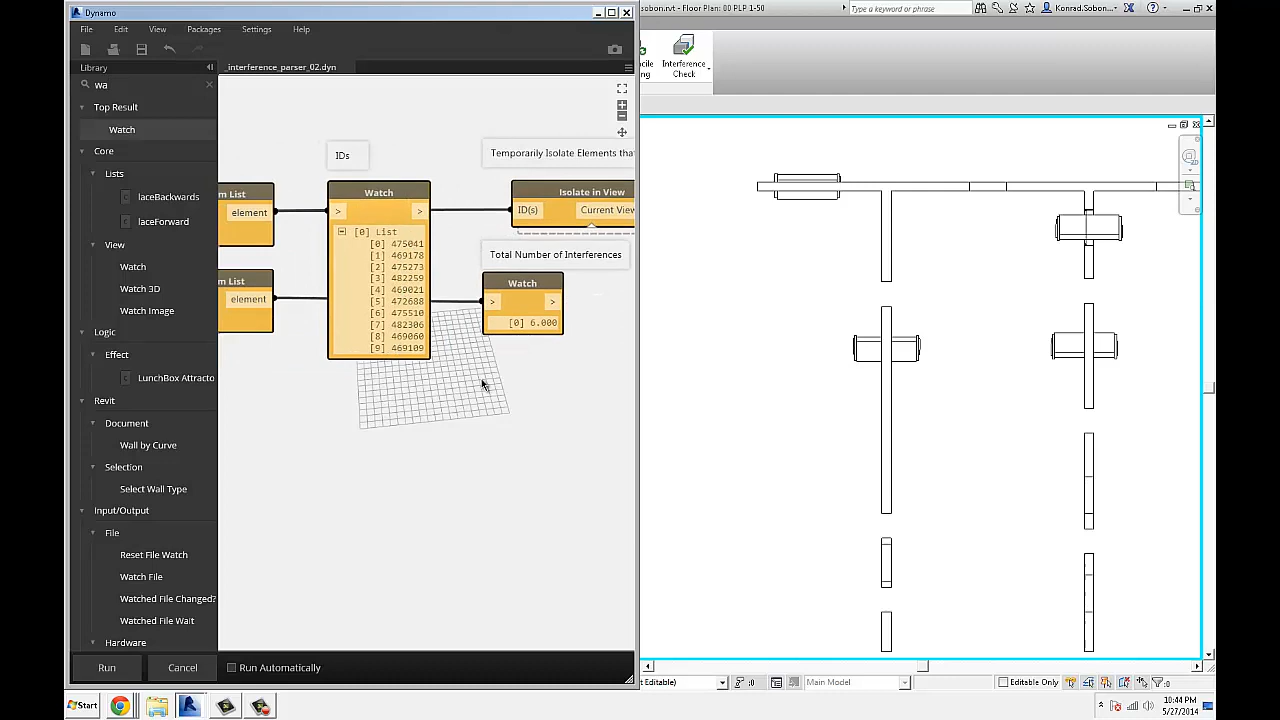 Dynamo
File Edit View Packages Settings Help
Library
_interference_parser_02.dyn
wa
Top Result
Watch
Core
Lists
laceBackwards
laceForward
View
Watch
Watch 3D
Watch Image
Logic
Effect
LunchBox Attracto
Revit
Document
Wall by Curve
Selection
Select Wall Type
Input/Output
File
Reset File Watch
Watch File
Watched File Changed?
Watched File Wait
Hardware
Run Cancel Run Automatically
IDs
Temporarily Isolate Elements tha
m List
element
m List
element
Watch
> >
[0] List
[0] 475041
[1] 469178
[2] 475273
[3] 482259
[4] 469021
[5] 472688
[6] 475510
[7] 482306
[8] 469060
[9] 469109
Isolate in View
ID(s) Current View
Total Number of Interferences
Watch
> >
[0] 6.000
sobon.rvt - Floor Plan: 00 PLP 1-50
Type a keyword or phrase
Konrad.Sobon...
Interference
Check
t Editable) :0 Main Model Editable Only :0
Start
10:44 PM
5/27/2014